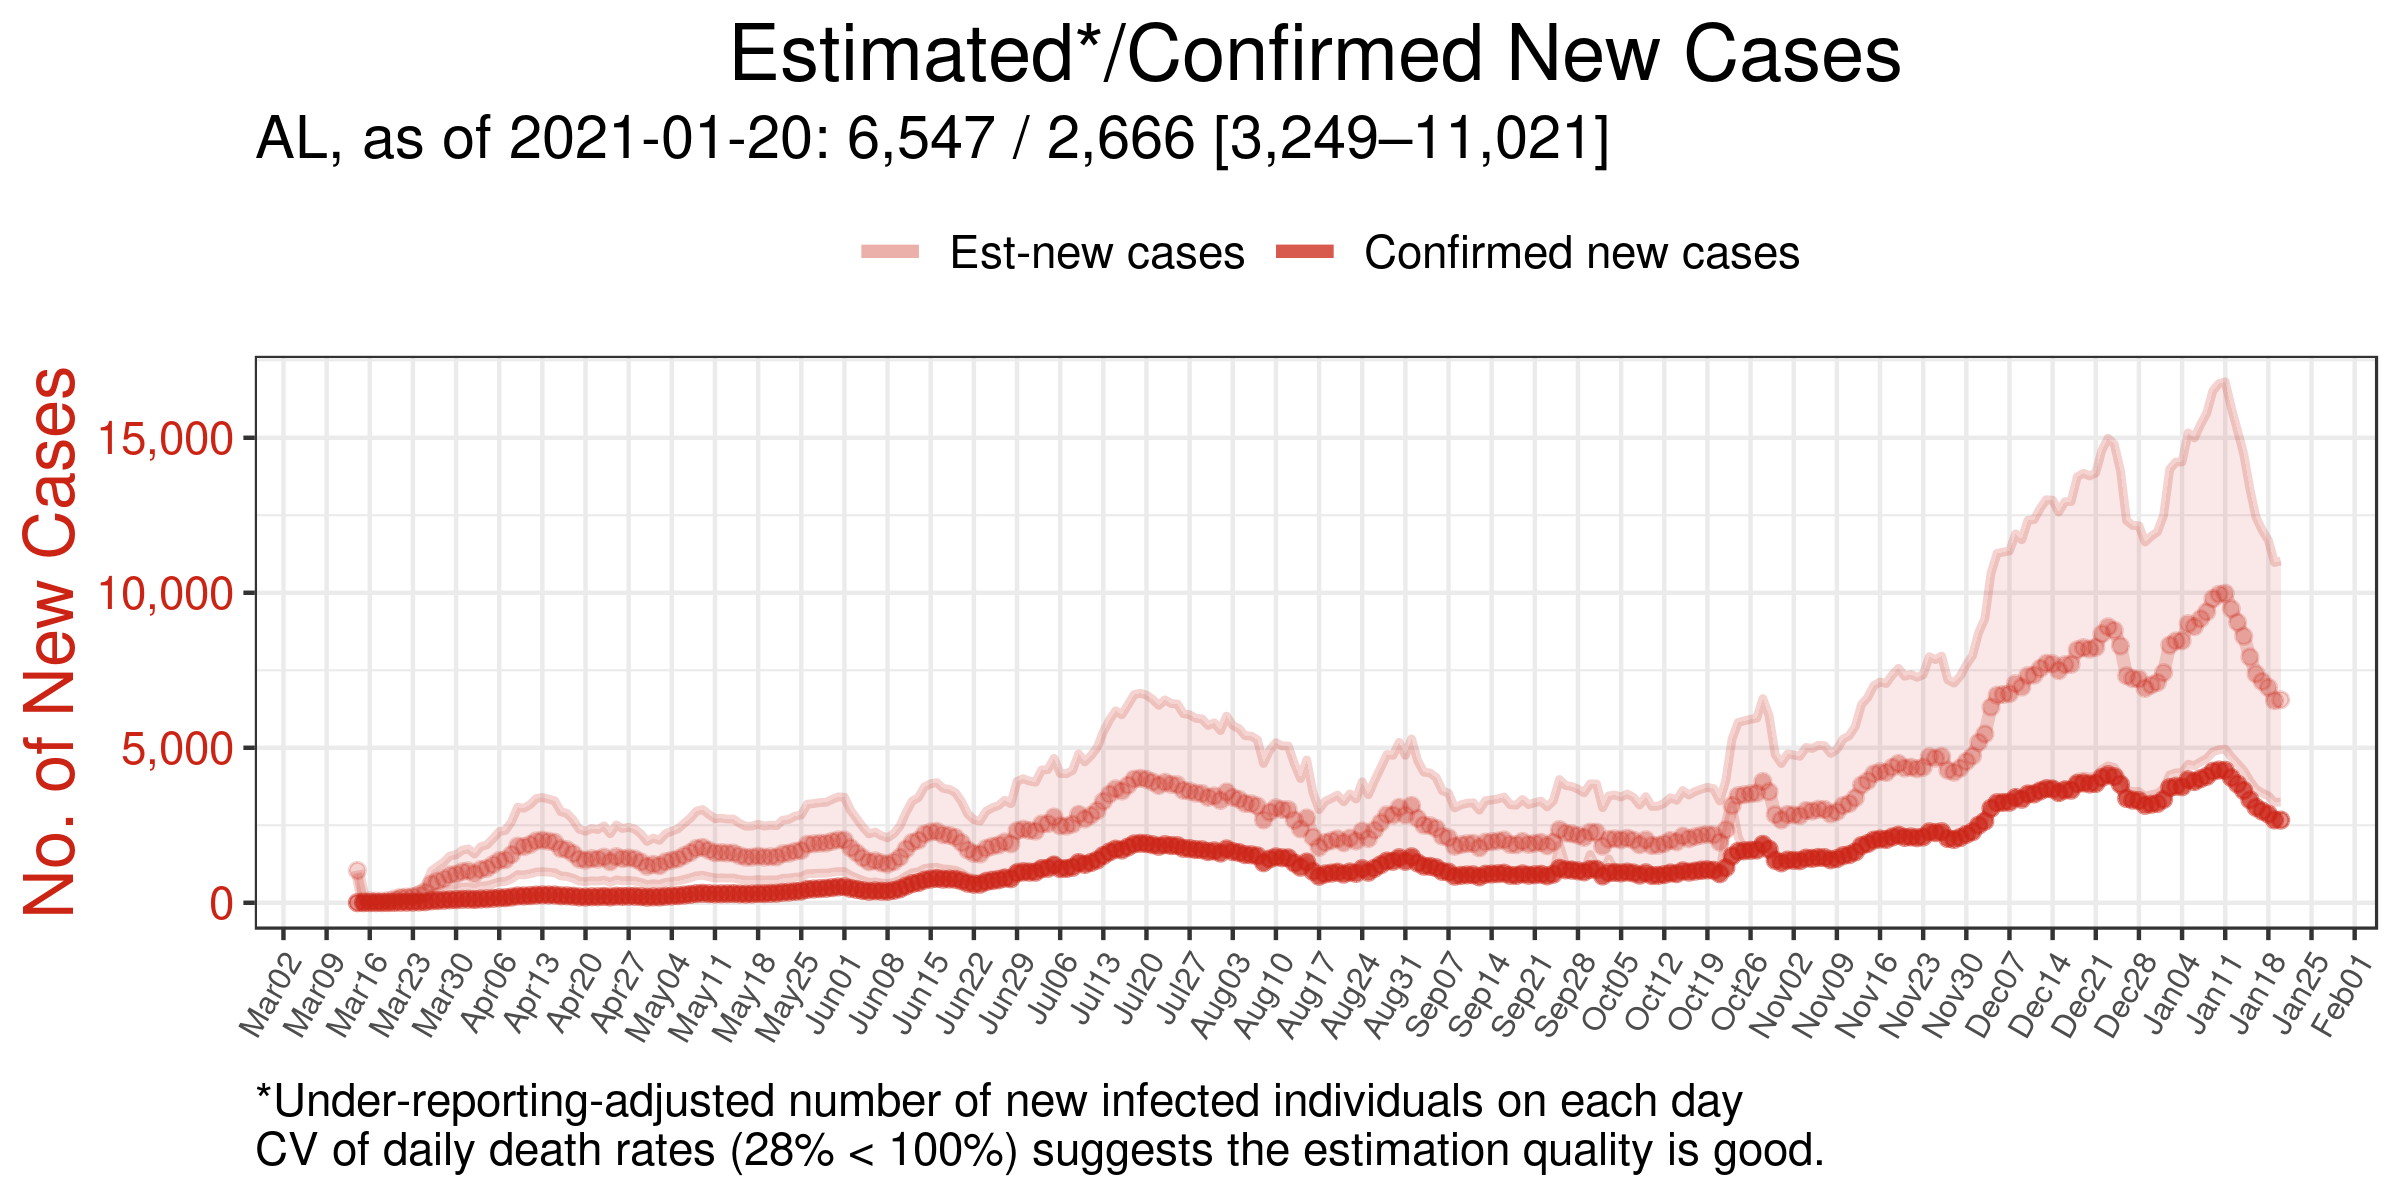 Estimated*/Confirmed New Cases
AL, as of 2021-01-20: 6,547 / 2,666 [3,249–11,021]
Est-new cases Confirmed new cases
No. of New Cases
15,000
10,000
5,000
0
Mar02 Mar09 Mar16 Mar23 Mar30 Apr06 Apr13 Apr20 Apr27 May04 May11 May18 May25 Jun01 Jun08 Jun15 Jun22 Jun29 Jul06 Jul13 Jul20 Jul27 Aug03 Aug10 Aug17 Aug24 Aug31 Sep07 Sep14 Sep21 Sep28 Oct05 Oct12 Oct19 Oct26 Nov02 Nov09 Nov16 Nov23 Nov30 Dec07 Dec14 Dec21 Dec28 Jan04 Jan11 Jan18 Jan25 Feb01
*Under-reporting-adjusted number of new infected individuals on each day
CV of daily death rates (28% < 100%) suggests the estimation quality is good.